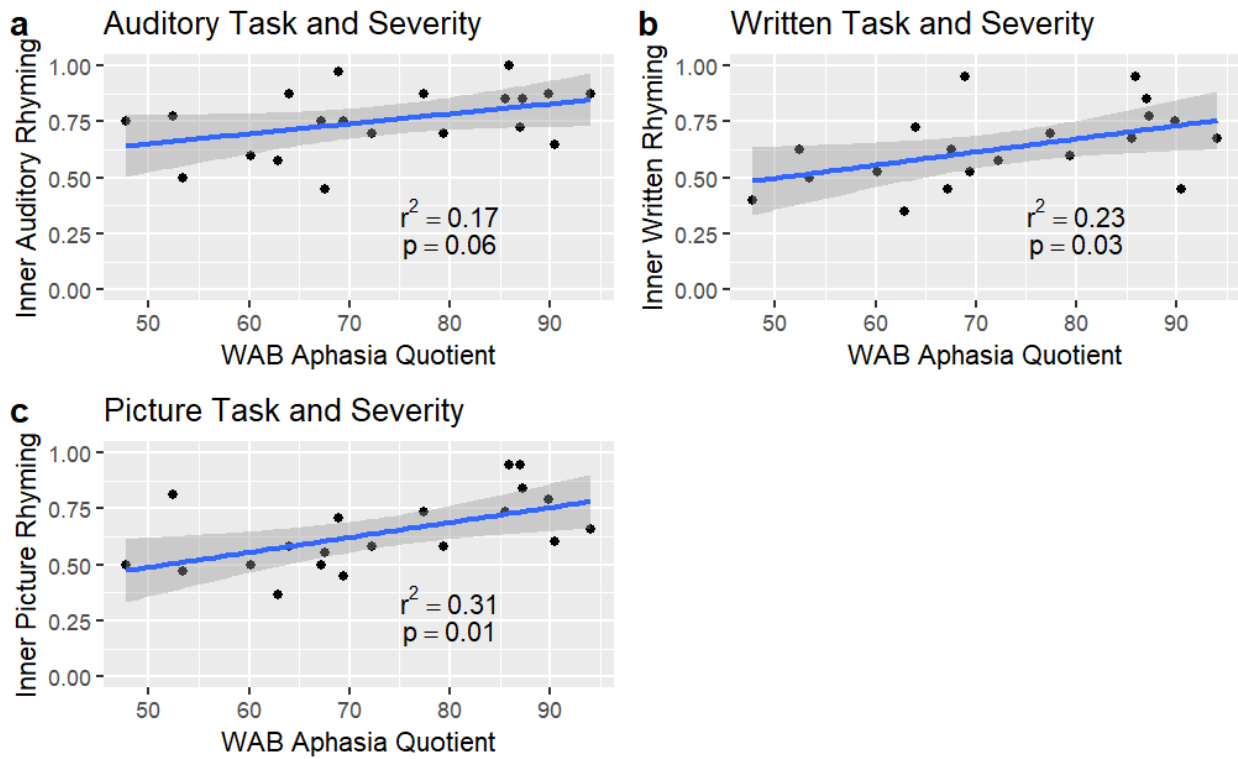 a Auditory Task and Severity
Inner Auditory Rhyming
1.00
0.75
0.50
0.25
0.00
r² = 0.17
p = 0.06
50 60 70 80 90
WAB Aphasia Quotient
b Written Task and Severity
Inner Written Rhyming
1.00
0.75
0.50
0.25
0.00
r² = 0.23
p = 0.03
50 60 70 80 90
WAB Aphasia Quotient
c Picture Task and Severity
Inner Picture Rhyming
1.00
0.75
0.50
0.25
0.00
r² = 0.31
p = 0.01
50 60 70 80 90
WAB Aphasia Quotient